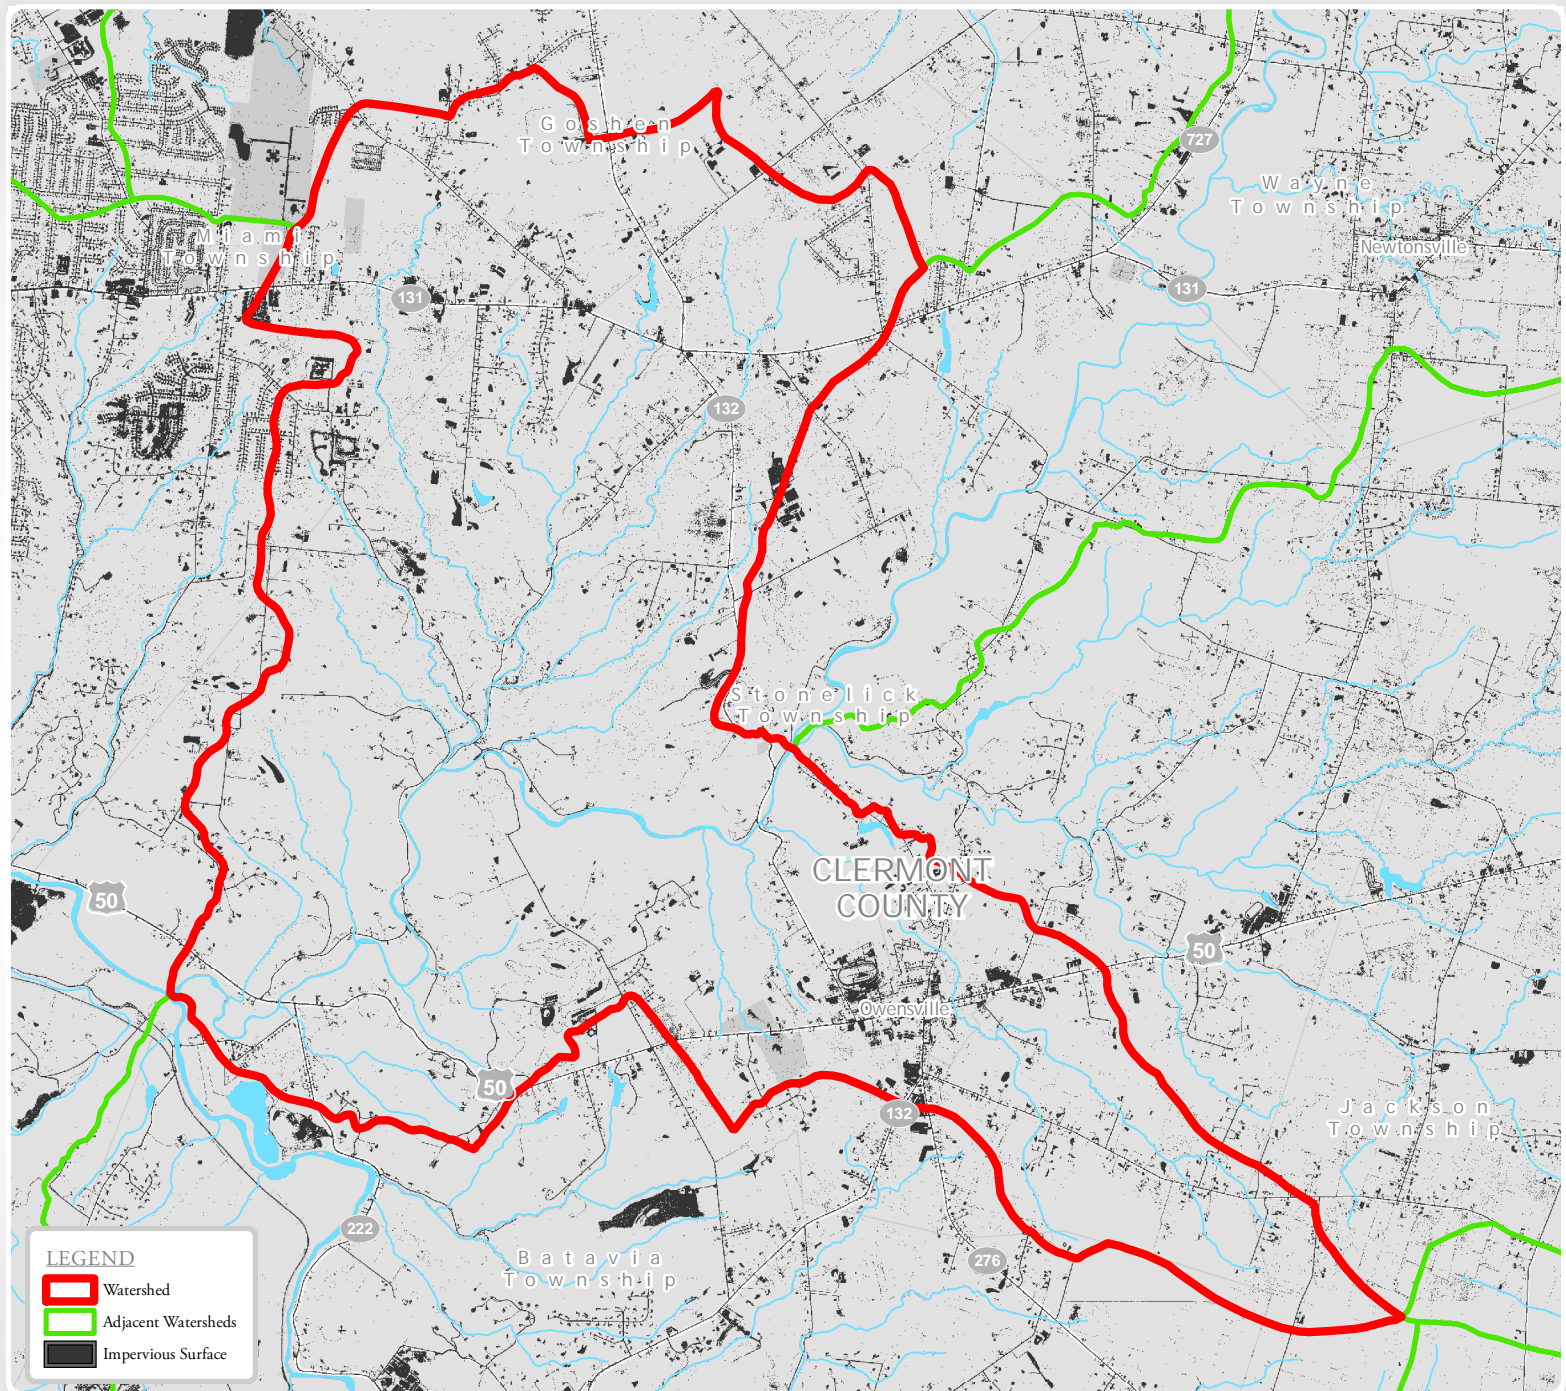 Goshen
Township
727
Wayne
Township
Miami
Township
Newtonsville
131
131
132
Stonelick
Township
CLERMONT
COUNTY
50
50
Owensville
50
132
Jackson
Township
222
Batavia
Township
276
LEGEND
Watershed
Adjacent Watersheds
Impervious Surface